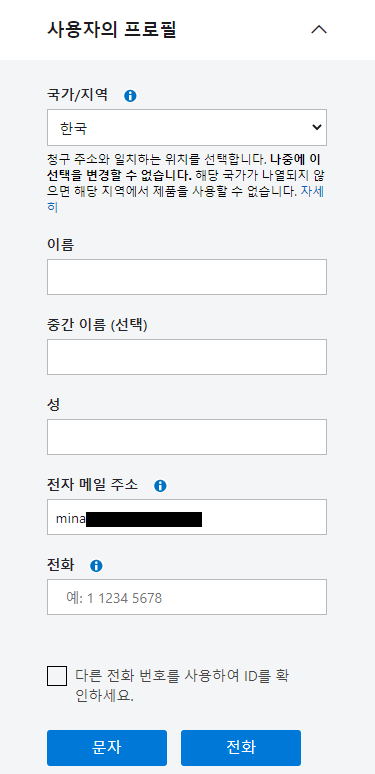 사용자의 프로필
국가/지역
한국
청구 주소와 일치하는 위치를 선택합니다. 나중에 이
선택을 변경할 수 없습니다. 해당 국가가 나열되지 않
으면 해당 지역에서 제품을 사용할 수 없습니다. 자세
히
이름
중간 이름 (선택)
성
전자 메일 주소
mina
전화
예: 1 1234 5678
다른 전화 번호를 사용하여 ID를 확
인하세요.
문자
전화